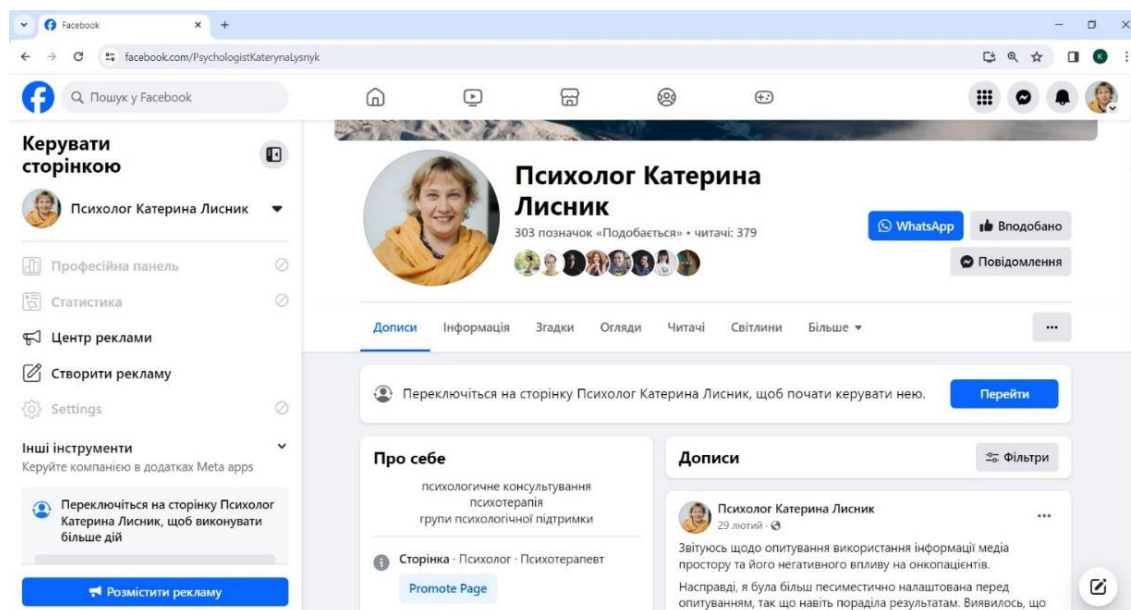 Facebook
facebook.com/PsychologistKaterynaLysnyk
K
Пошук у Facebook
Керувати
сторінкою
Психолог Катерина Лисник
Професійна панель
Статистика
Центр реклами
Створити рекламу
Settings
Інші інструменти
Керуйте компанією в додатках Meta apps
Переключіться на сторінку Психолог
Катерина Лисник, щоб виконувати
більше дій
Розмістити рекламу
Психолог Катерина
Лисник
303 позначок «Подобається» • читачі: 379
WhatsApp
Вподобано
Повідомлення
Дописи
Інформація
Згадки
Огляди
Читачі
Світлини
Більше
Переключіться на сторінку Психолог Катерина Лисник, щоб почати керувати нею.
Перейти
Про себе
психологичне консультування
психотерапія
групи психологічної підтримки
Сторінка · Психолог · Психотерапевт
Promote Page
Дописи
Фільтри
Психолог Катерина Лисник
29 лютий ·
Звітуюсь щодо опитування використання інформації медіа
простору та його негативного впливу на онкопацієнтів.
Насправді, я була більш песимістично налаштована перед
опитуванням, так що навіть пораділа результатам. Виявилось, що